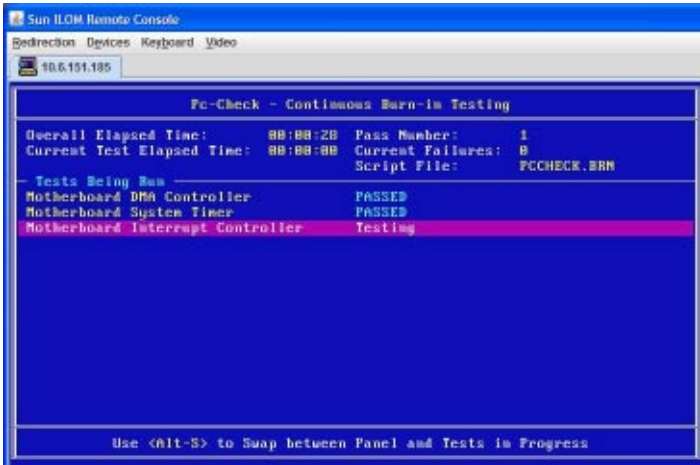 Sun ILOM Remote Console
Redirection Devices Keyboard Video
10.6.151.185
Pc-Check - Continuous Burn-in Testing
Overall Elapsed Time: 00:00:28 Pass Number: 1
Current Test Elapsed Time: 00:00:00 Current Failures: 0
Script File: PCCHECK.BRN
Tests Being Run
Motherboard DMA Controller PASSED
Motherboard System Timer PASSED
Motherboard Interrupt Controller Testing
Use <Alt-S> to Swap between Panel and Tests in Progress